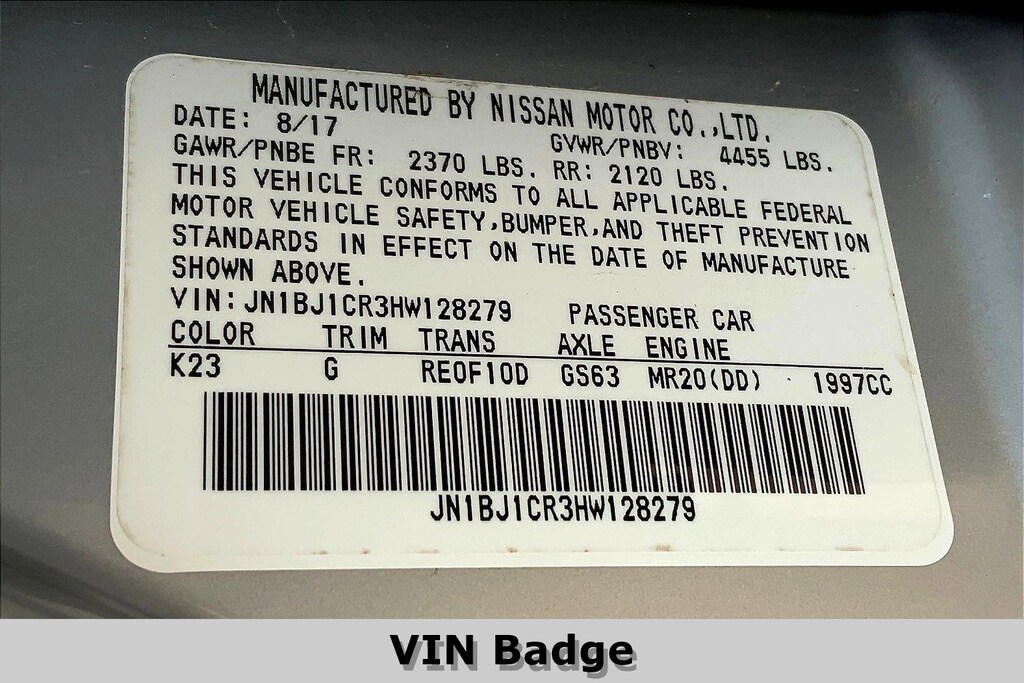 MANUFACTURED BY NISSAN MOTOR CO.,LTD.
DATE: 8/17 GVWR/PNBV: 4455 LBS.
GAWR/PNBE FR: 2370 LBS. RR: 2120 LBS.
THIS VEHICLE CONFORMS TO ALL APPLICABLE FEDERAL
MOTOR VEHICLE SAFETY,BUMPER,AND THEFT PREVENTION
STANDARDS IN EFFECT ON THE DATE OF MANUFACTURE
SHOWN ABOVE.
VIN:JN1BJ1CR3HW128279 PASSENGER CAR
COLOR TRIM TRANS AXLE ENGINE
K23 G RE0F10D GS63 MR20(DD) 1997CC
JN1BJ1CR3HW128279
VIN Badge